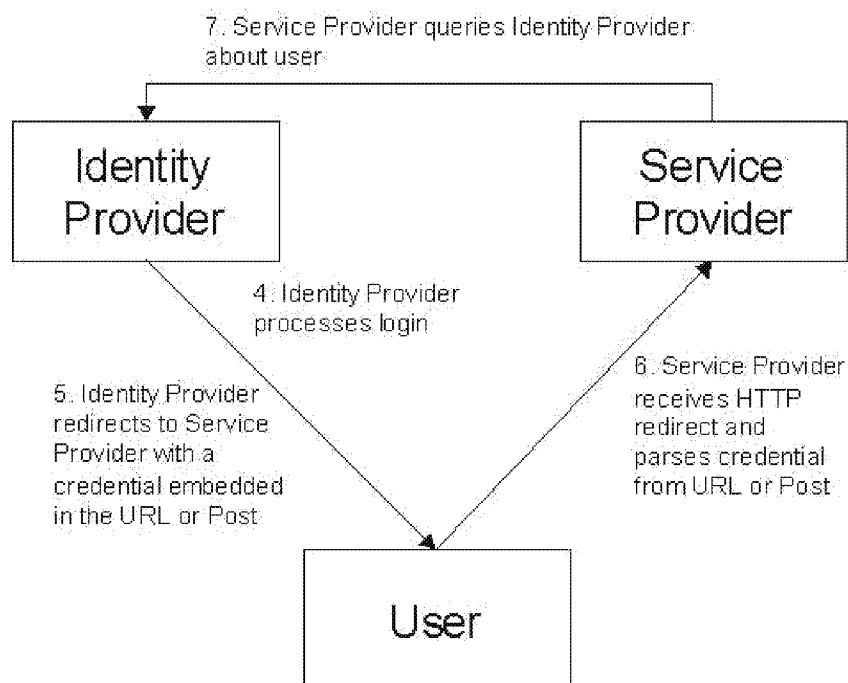 7. Service Provider queries Identity Provider
about user
Identity
Provider
Service
Provider
4. Identity Provider
processes login
5. Identity Provider
redirects to Service
Provider with a
credential embedded
in the URL or Post
6. Service Provider
receives HTTP
redirect and
parses credential
from URL or Post
User